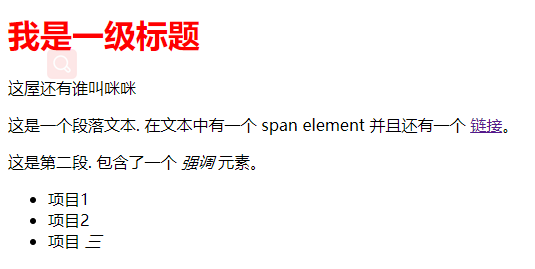 我是一级标题
这屋还有谁叫咪咪
这是一个段落文本. 在文本中有一个 span element 并且还有一个 链接。
这是第二段. 包含了一个 强调 元素。
项目1
项目2
项目 三